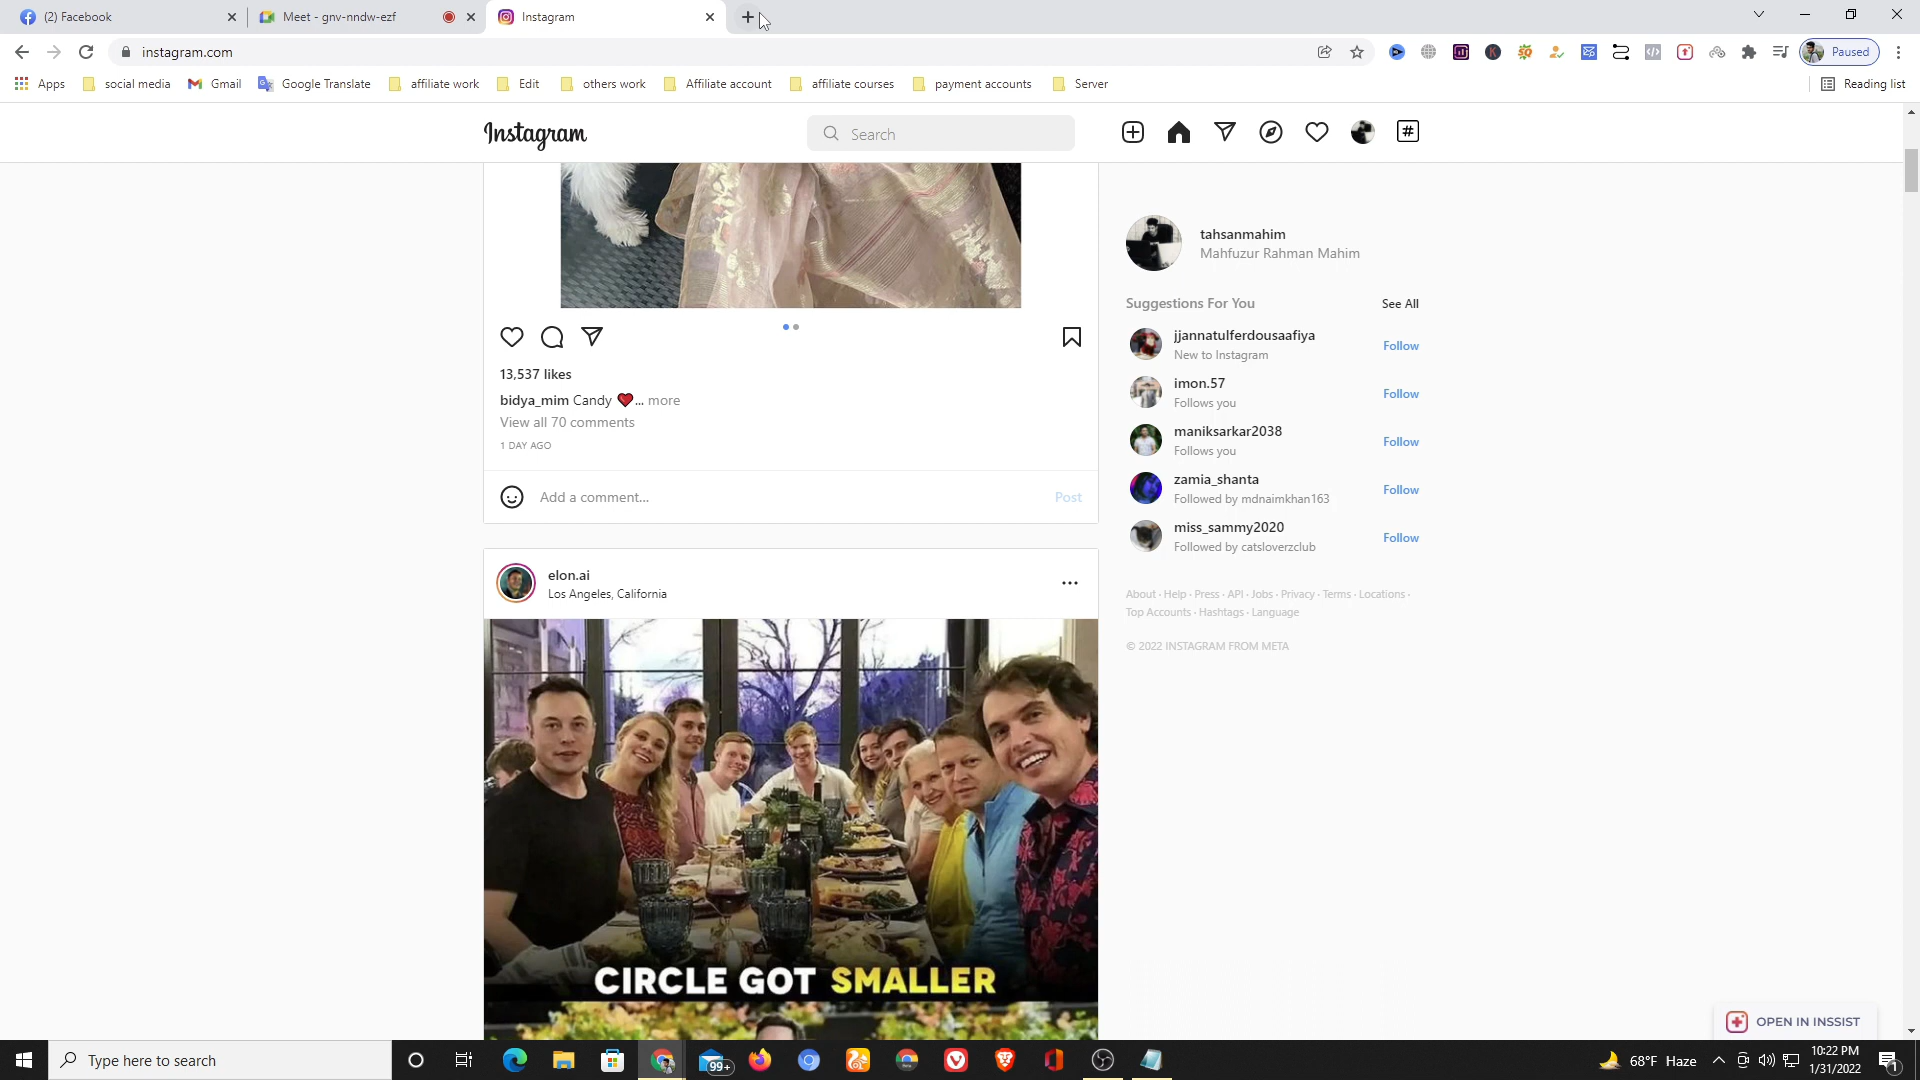 (2) Facebook
Meet - gnv-nndw-ezf
Instagram
instagram.com
Paused
Apps
social media
Gmail
Google Translate
affiliate work
Edit
others work
Affiliate account
affiliate courses
payment accounts
Server
Reading list
Instagram
Search
13,537 likes
bidya_mim Candy ❤️... more
View all 70 comments
1 DAY AGO
Add a comment...
Post
elon.ai
Los Angeles, California
CIRCLE GOT SMALLER
tahsanmahim
Mahfuzur Rahman Mahim
Suggestions For You
See All
jjannatulferdousaafiya
New to Instagram
Follow
imon.57
Follows you
Follow
maniksarkar2038
Follows you
Follow
zamia_shanta
Followed by mdnaimkhan163
Follow
miss_sammy2020
Followed by catsloverzclub
Follow
About · Help · Press · API · Jobs · Privacy · Terms · Locations ·
Top Accounts · Hashtags · Language
© 2022 INSTAGRAM FROM META
OPEN IN INSSIST
Type here to search
99+
68°F Haze
10:22 PM
1/31/2022
1